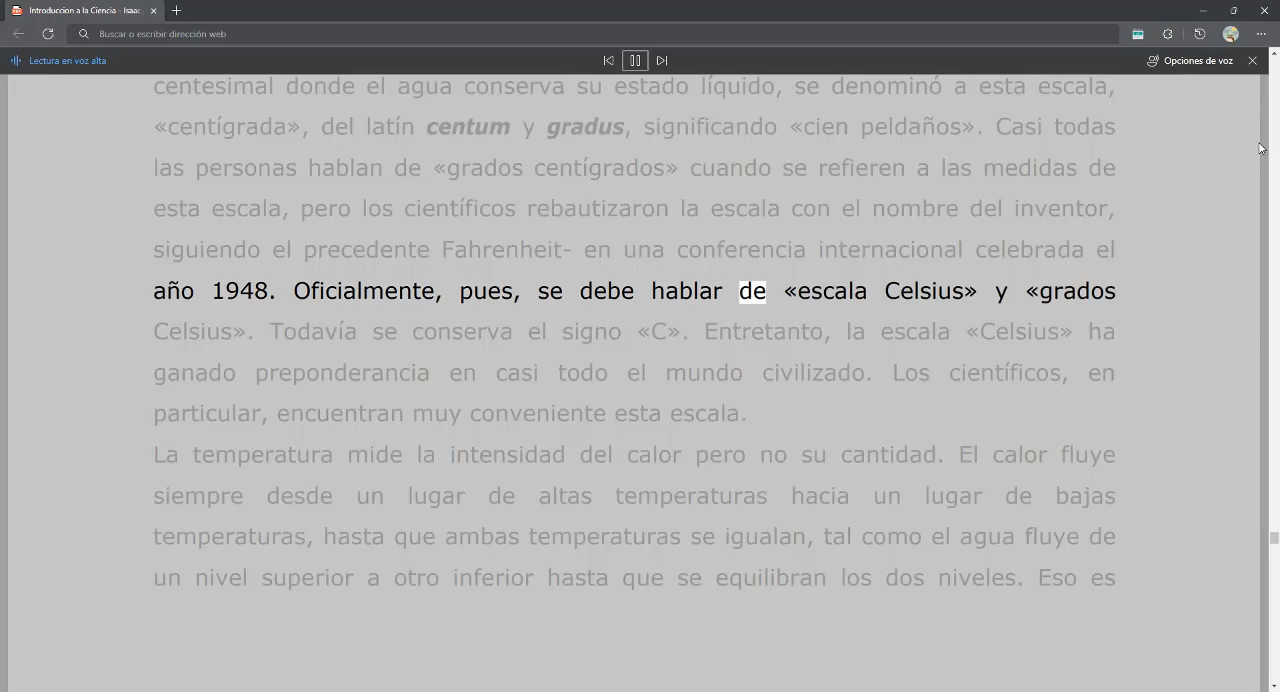 Introduccion a la Ciencia - Isaac
Buscar o escribir dirección web
Lectura en voz alta
Opciones de voz
centesimal donde el agua conserva su estado líquido, se denominó a esta escala,
«centígrada», del latín centum y gradus, significando «cien peldaños». Casi todas
las personas hablan de «grados centígrados» cuando se refieren a las medidas de
esta escala, pero los científicos rebautizaron la escala con el nombre del inventor,
siguiendo el precedente Fahrenheit- en una conferencia internacional celebrada el
año 1948. Oficialmente, pues, se debe hablar de «escala Celsius» y «grados
Celsius». Todavía se conserva el signo «C». Entretanto, la escala «Celsius» ha
ganado preponderancia en casi todo el mundo civilizado. Los científicos, en
particular, encuentran muy conveniente esta escala.
La temperatura mide la intensidad del calor pero no su cantidad. El calor fluye
siempre desde un lugar de altas temperaturas hacia un lugar de bajas
temperaturas, hasta que ambas temperaturas se igualan, tal como el agua fluye de
un nivel superior a otro inferior hasta que se equilibran los dos niveles. Eso es